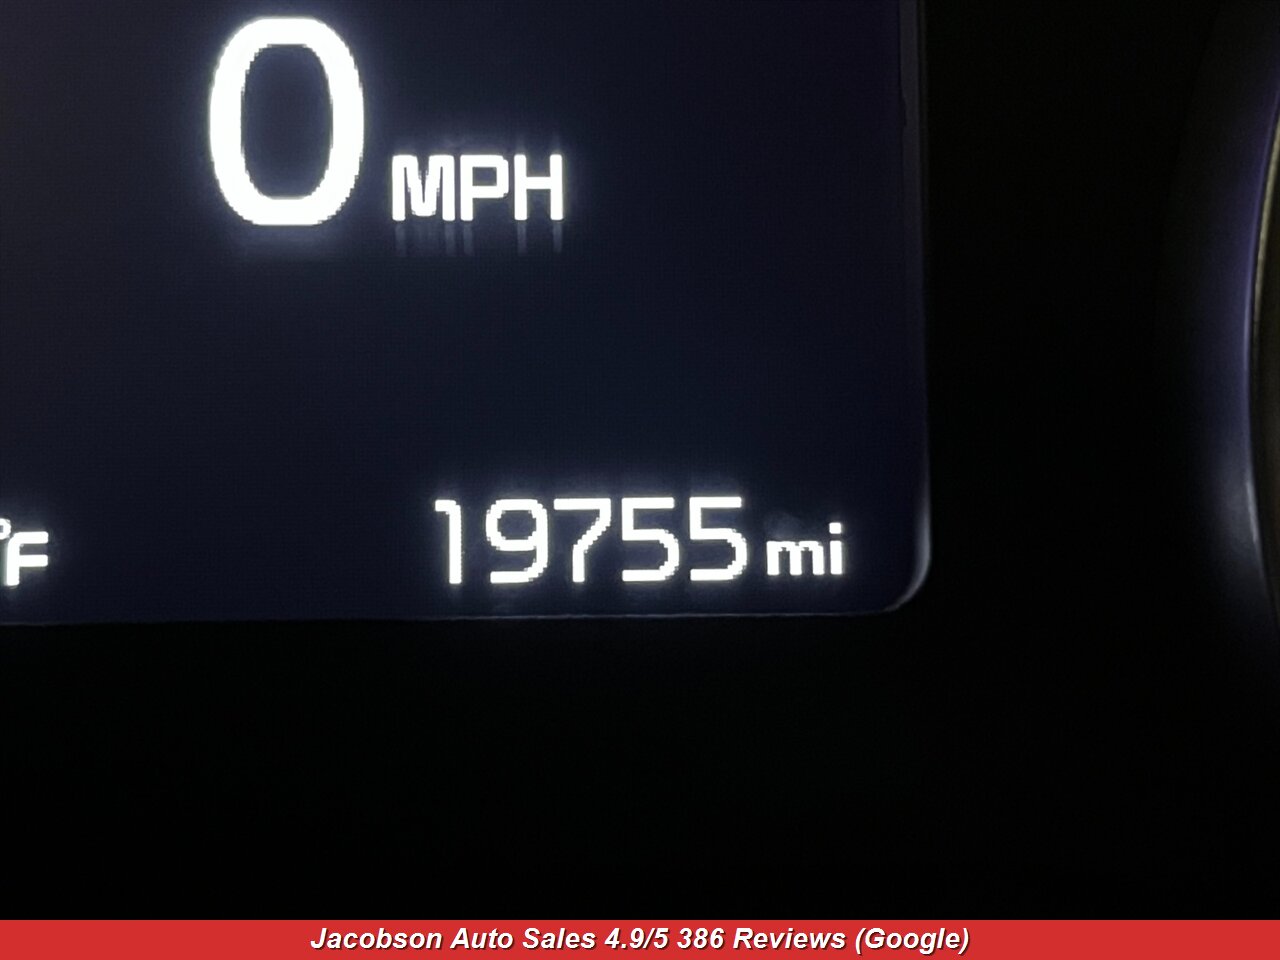 0 MPH
°F 19755 mi
Jacobson Auto Sales 4.9/5 386 Reviews (Google)